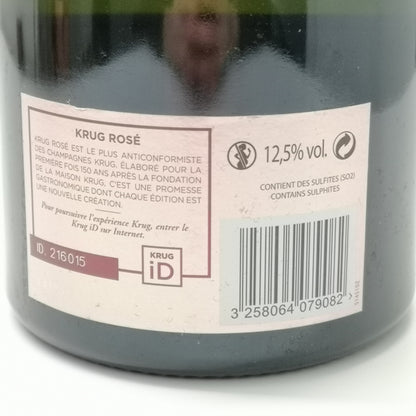 KRUG ROSÉ
KRUG ROSÉ EST LE PLUS ANTICONFORMISTE
DES CHAMPAGNES KRUG. ÉLABORÉ POUR LA
PREMIÈRE FOIS 150 ANS APRÈS LA FONDATION
DE LA MAISON KRUG, C'EST UNE PROMESSE
GASTRONOMIQUE DONT CHAQUE ÉDITION EST
UNE NOUVELLE CRÉATION.
Pour poursuivre l'expérience Krug, entrer le
Krug iD sur Internet.
ID: 216015
KRUG
iD
12,5% vol.
CONTIENT DES SULFITES (SO2)
CONTAINS SULPHITES
3 258064 079082 >